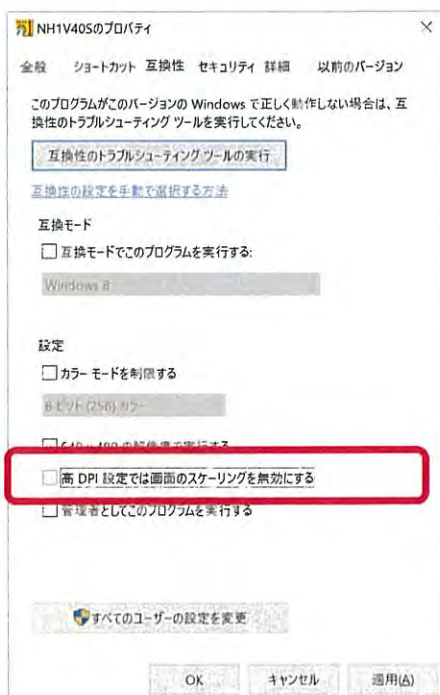 NH1V40Sのプロパティ
全般 ショートカット 互換性 セキュリティ 詳細 以前のバージョン
このプログラムがこのバージョンの Windows で正しく動作しない場合は、互
換性のトラブルシューティング ツールを実行してください。
互換性のトラブルシューティング ツールの実行
互換性の設定を手動で選択する方法
互換モード
互換モードでこのプログラムを実行する:
Windows 8
設定
カラー モードを制限する
8 ビット (256) カラー
640 x 480 の解像度で実行する
高 DPI 設定では画面のスケーリングを無効にする
管理者としてこのプログラムを実行する
すべてのユーザーの設定を変更
OK キャンセル 適用(A)